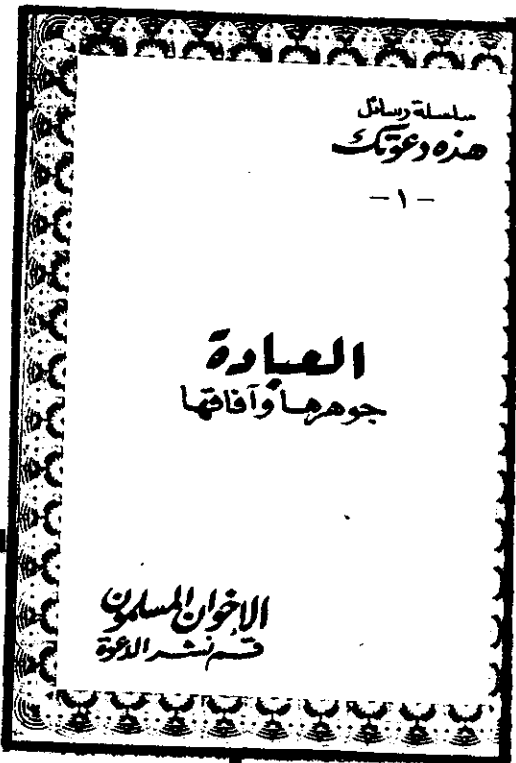 سلسلة رسائل
هذه دعوتك
- ١ -
العبادة
جوهرها وآفاقها
الإخوان المسلمون
قسم نشر الدعوة